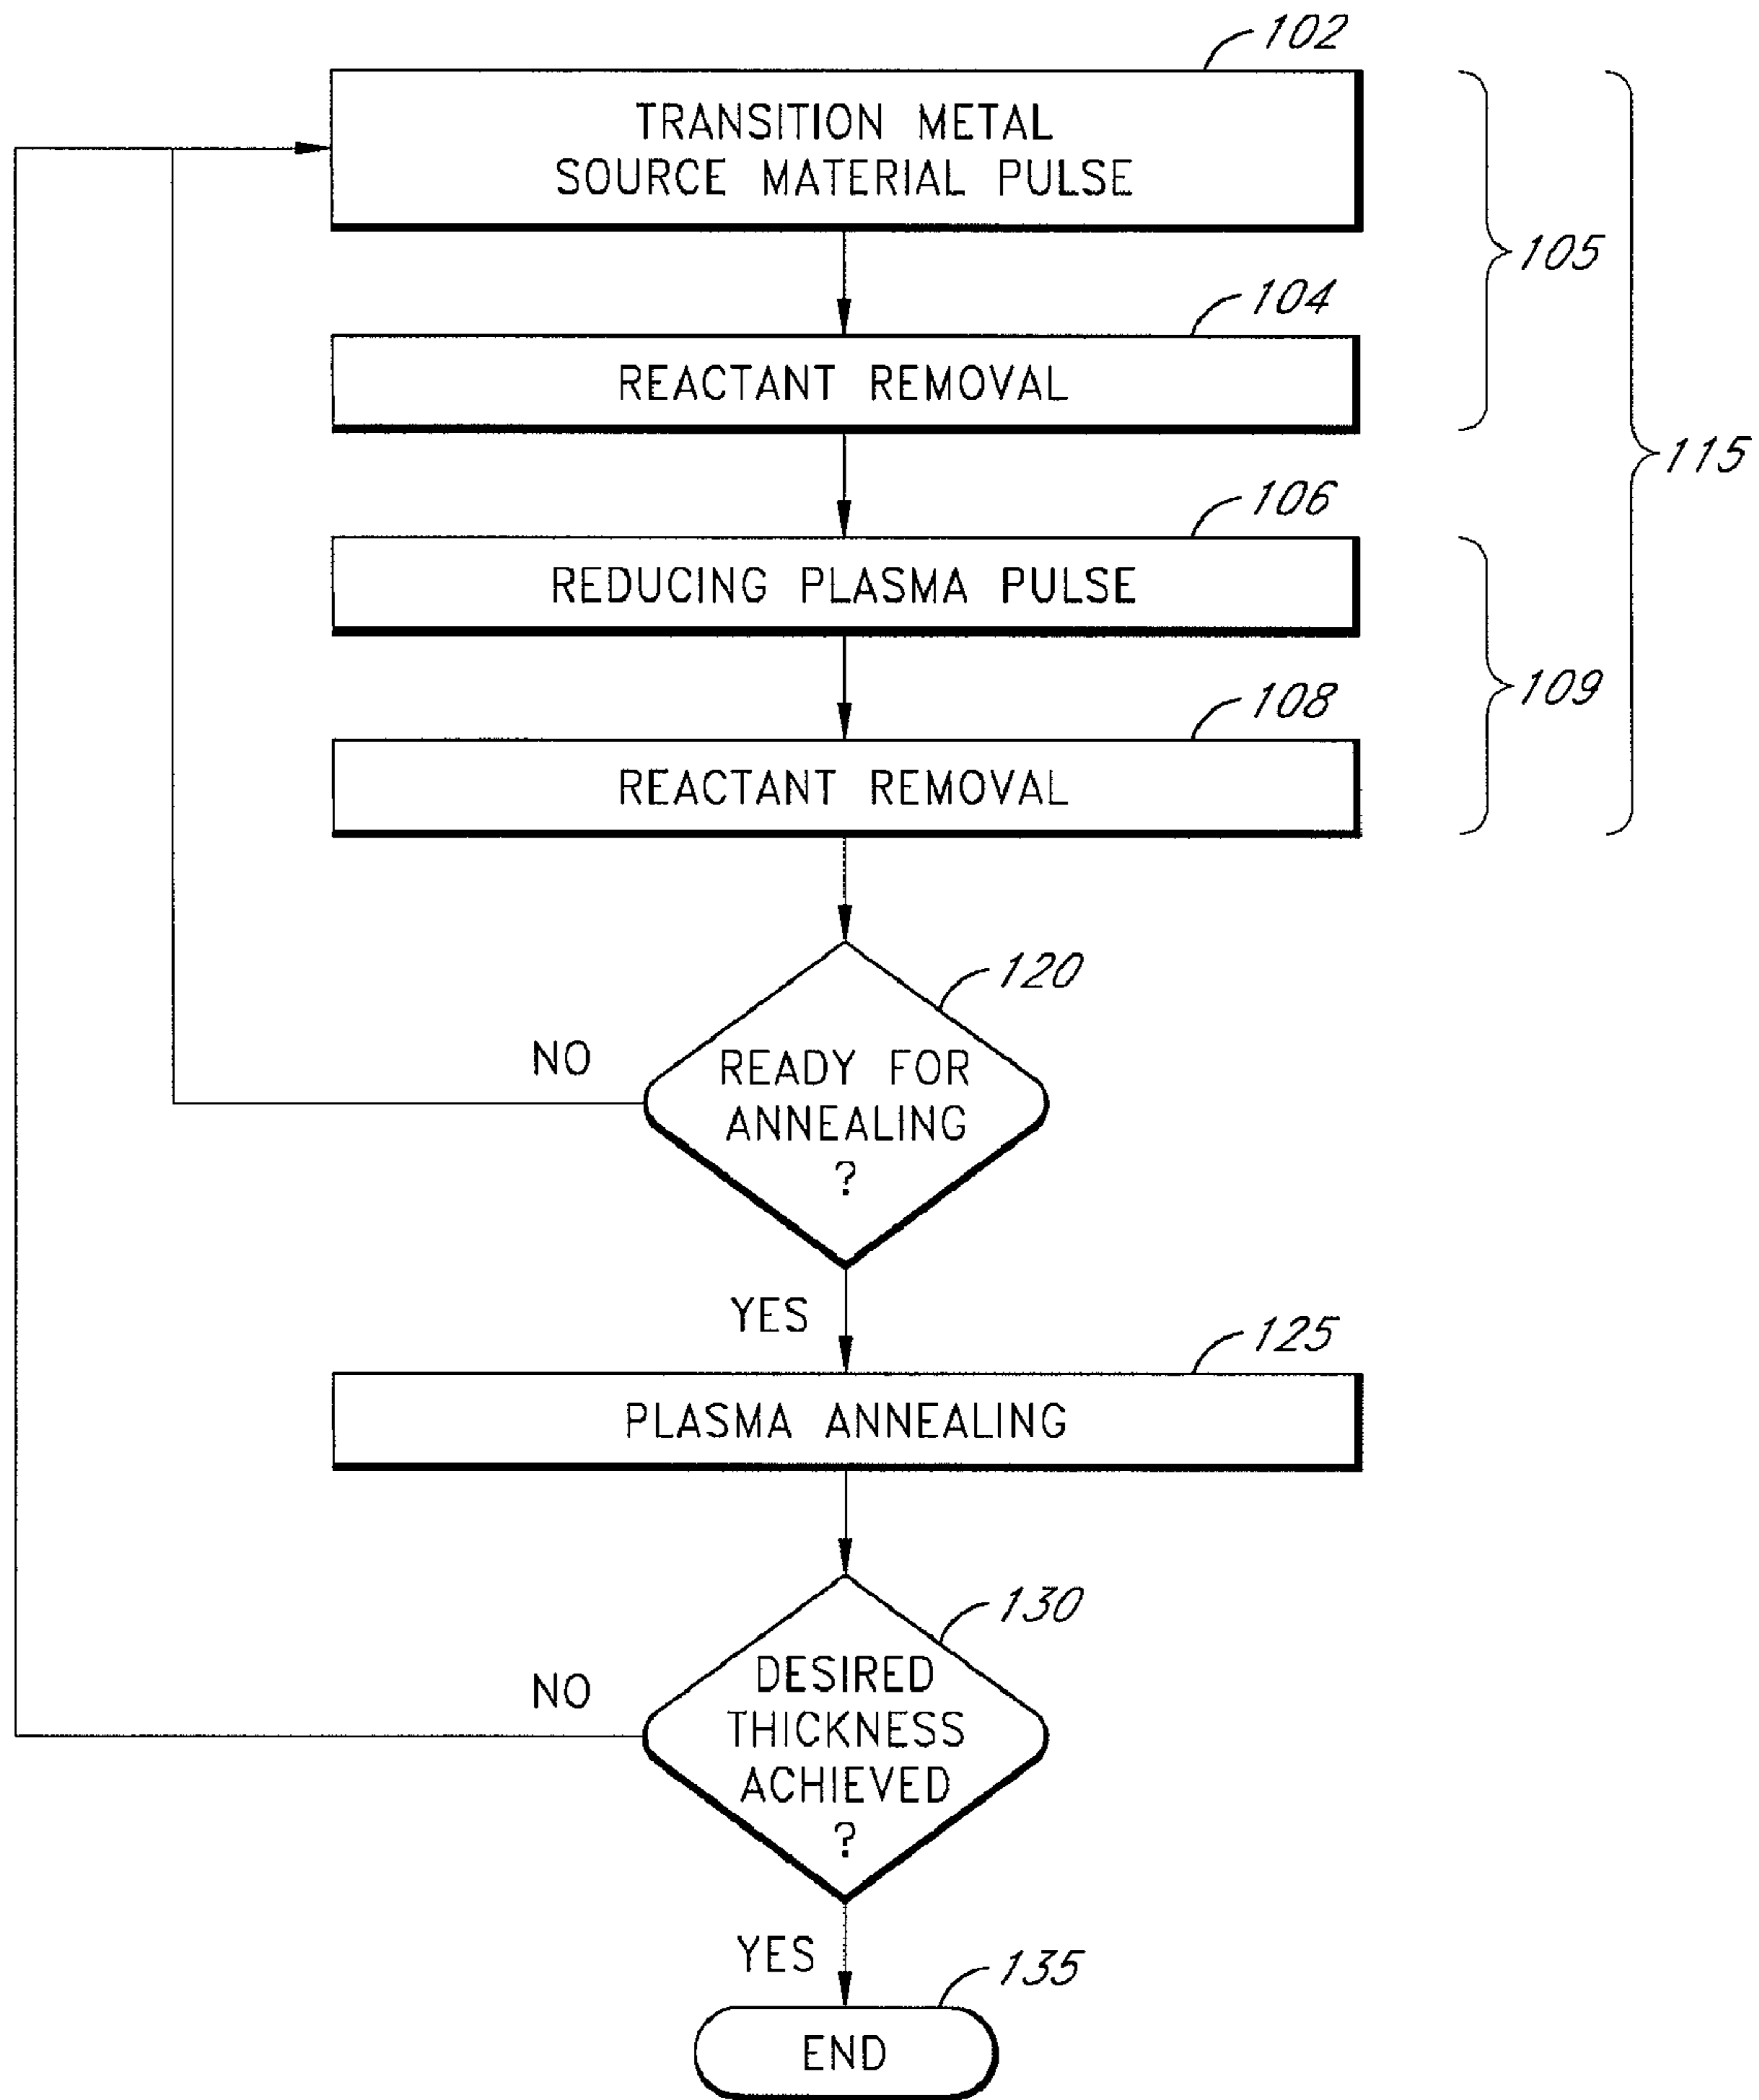 102
TRANSITION METAL
SOURCE MATERIAL PULSE
105
115
104
REACTANT REMOVAL
106
REDUCING PLASMA PULSE
109
108
REACTANT REMOVAL
120
NO
READY FOR
ANNEALING
?
YES
125
PLASMA ANNEALING
130
NO
DESIRED
THICKNESS
ACHIEVED
?
YES
135
END